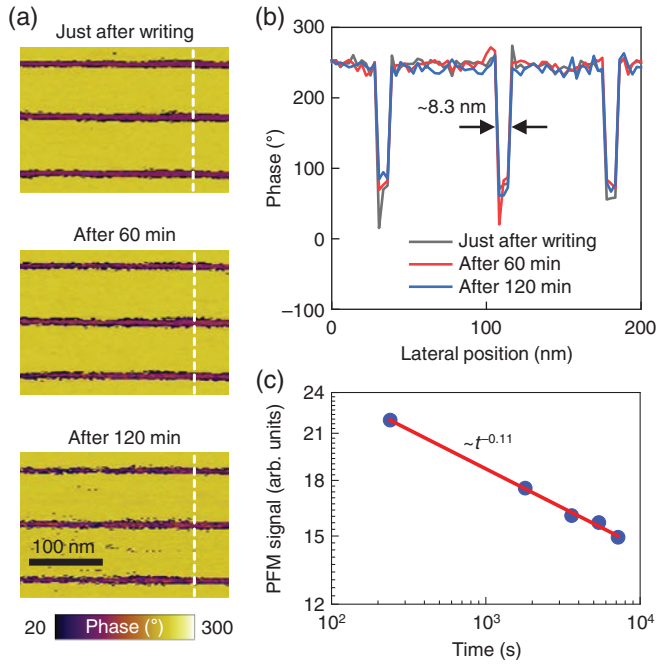 (a)
Just after writing
After 60 min
After 120 min
100 nm
20 Phase (°) 300
(b)
300
250
200
150
100
0
−100
Phase (°)
~8.3 nm
Just after writing
After 60 min
After 120 min
0 100 200
Lateral position (nm)
(c)
24
21
18
15
12
PFM signal (arb. units)
~t⁻⁰·¹¹
10² 10³ 10⁴
Time (s)